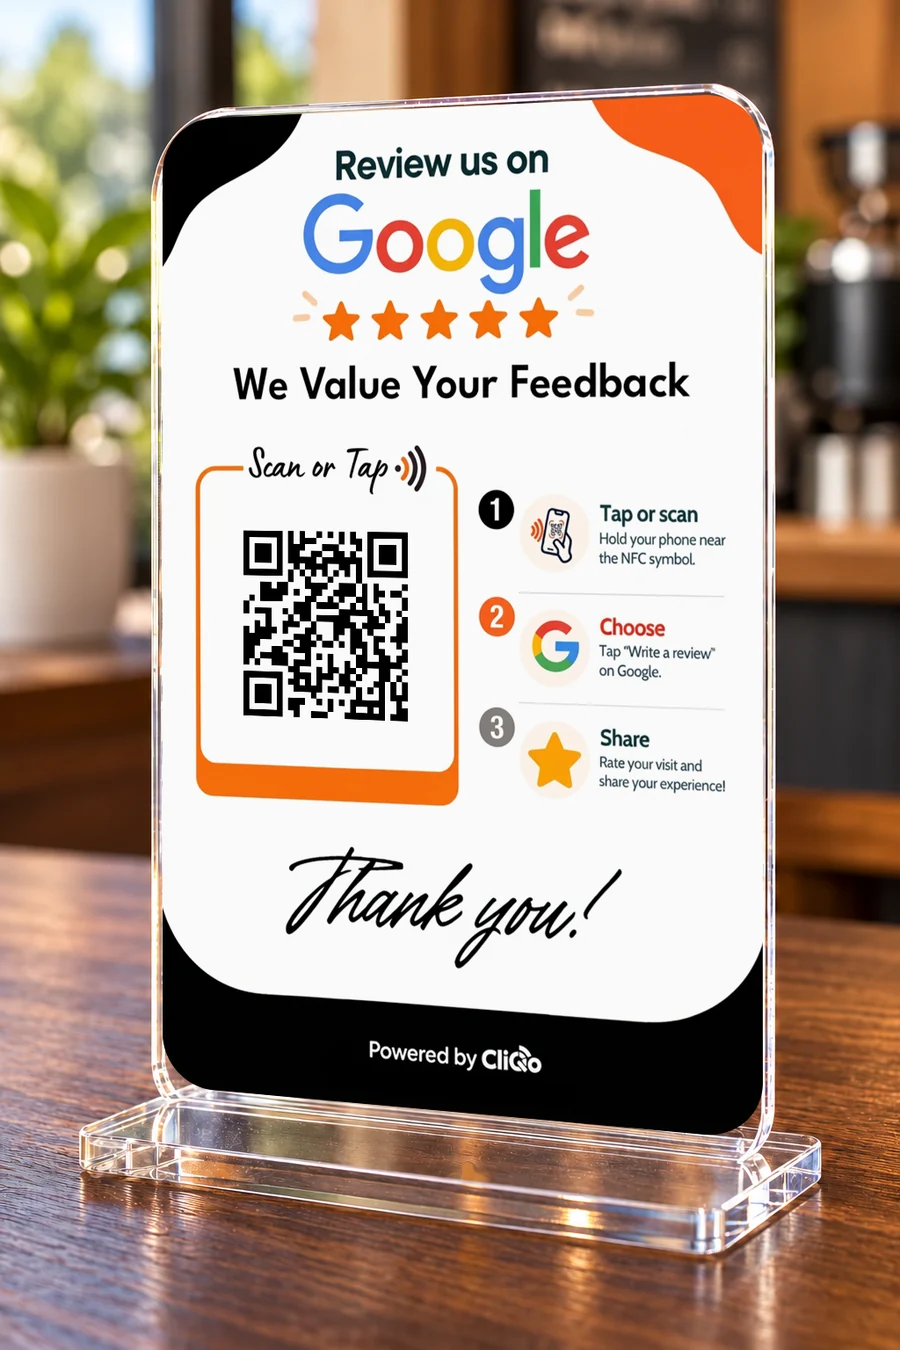 Review us on
Google
We Value Your Feedback
Scan or Tap
1
Tap or scan
Hold your phone near
the NFC symbol.
2
Choose
Tap "Write a review"
on Google.
3
Share
Rate your visit and
share your experience!
Thank you!
Powered by CliQo